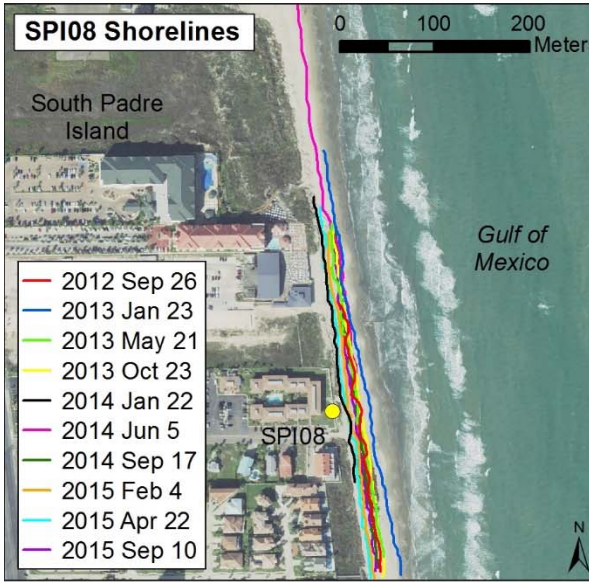 SPI08 Shorelines
0 100 200
Meter
South Padre
Island
Gulf of
Mexico
2012 Sep 26
2013 Jan 23
2013 May 21
2013 Oct 23
2014 Jan 22
2014 Jun 5
2014 Sep 17
2015 Feb 4
2015 Apr 22
2015 Sep 10
SPI08
N